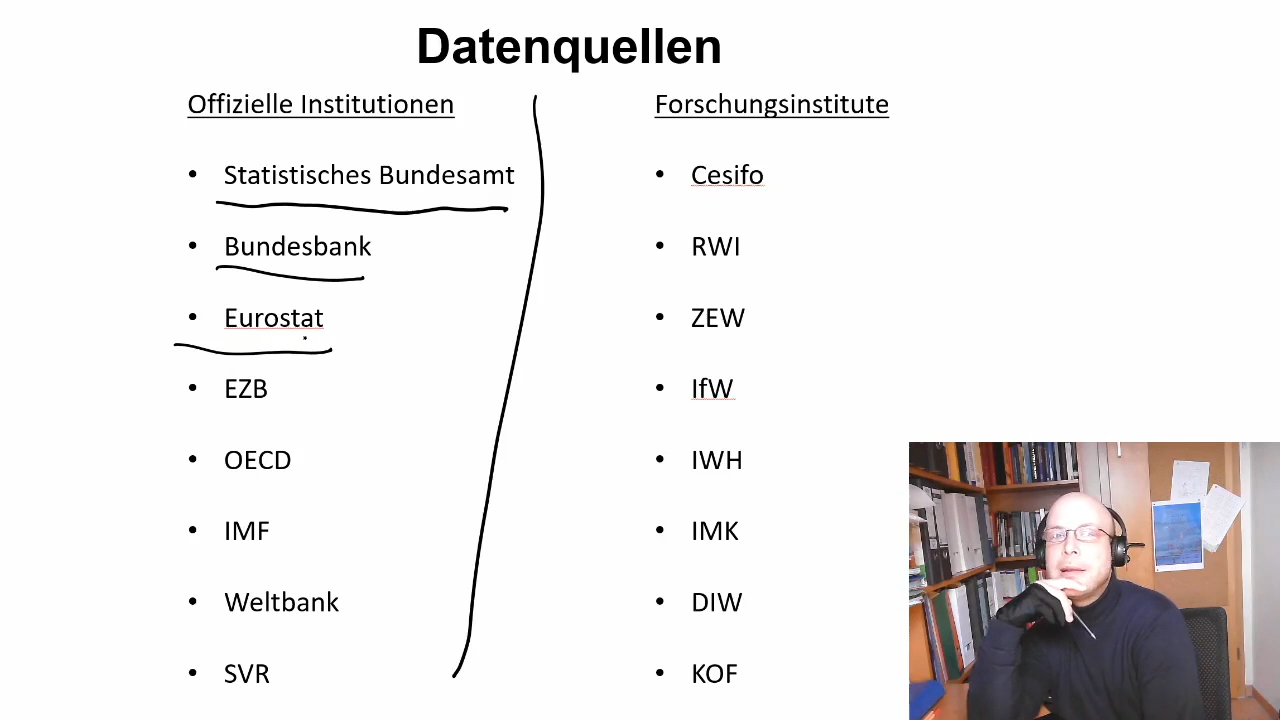 Datenquellen
Offizielle Institutionen
• Statistisches Bundesamt
• Bundesbank
• Eurostat
• EZB
• OECD
• IMF
• Weltbank
• SVR
Forschungsinstitute
• Cesifo
• RWI
• ZEW
• IfW
• IWH
• IMK
• DIW
• KOF